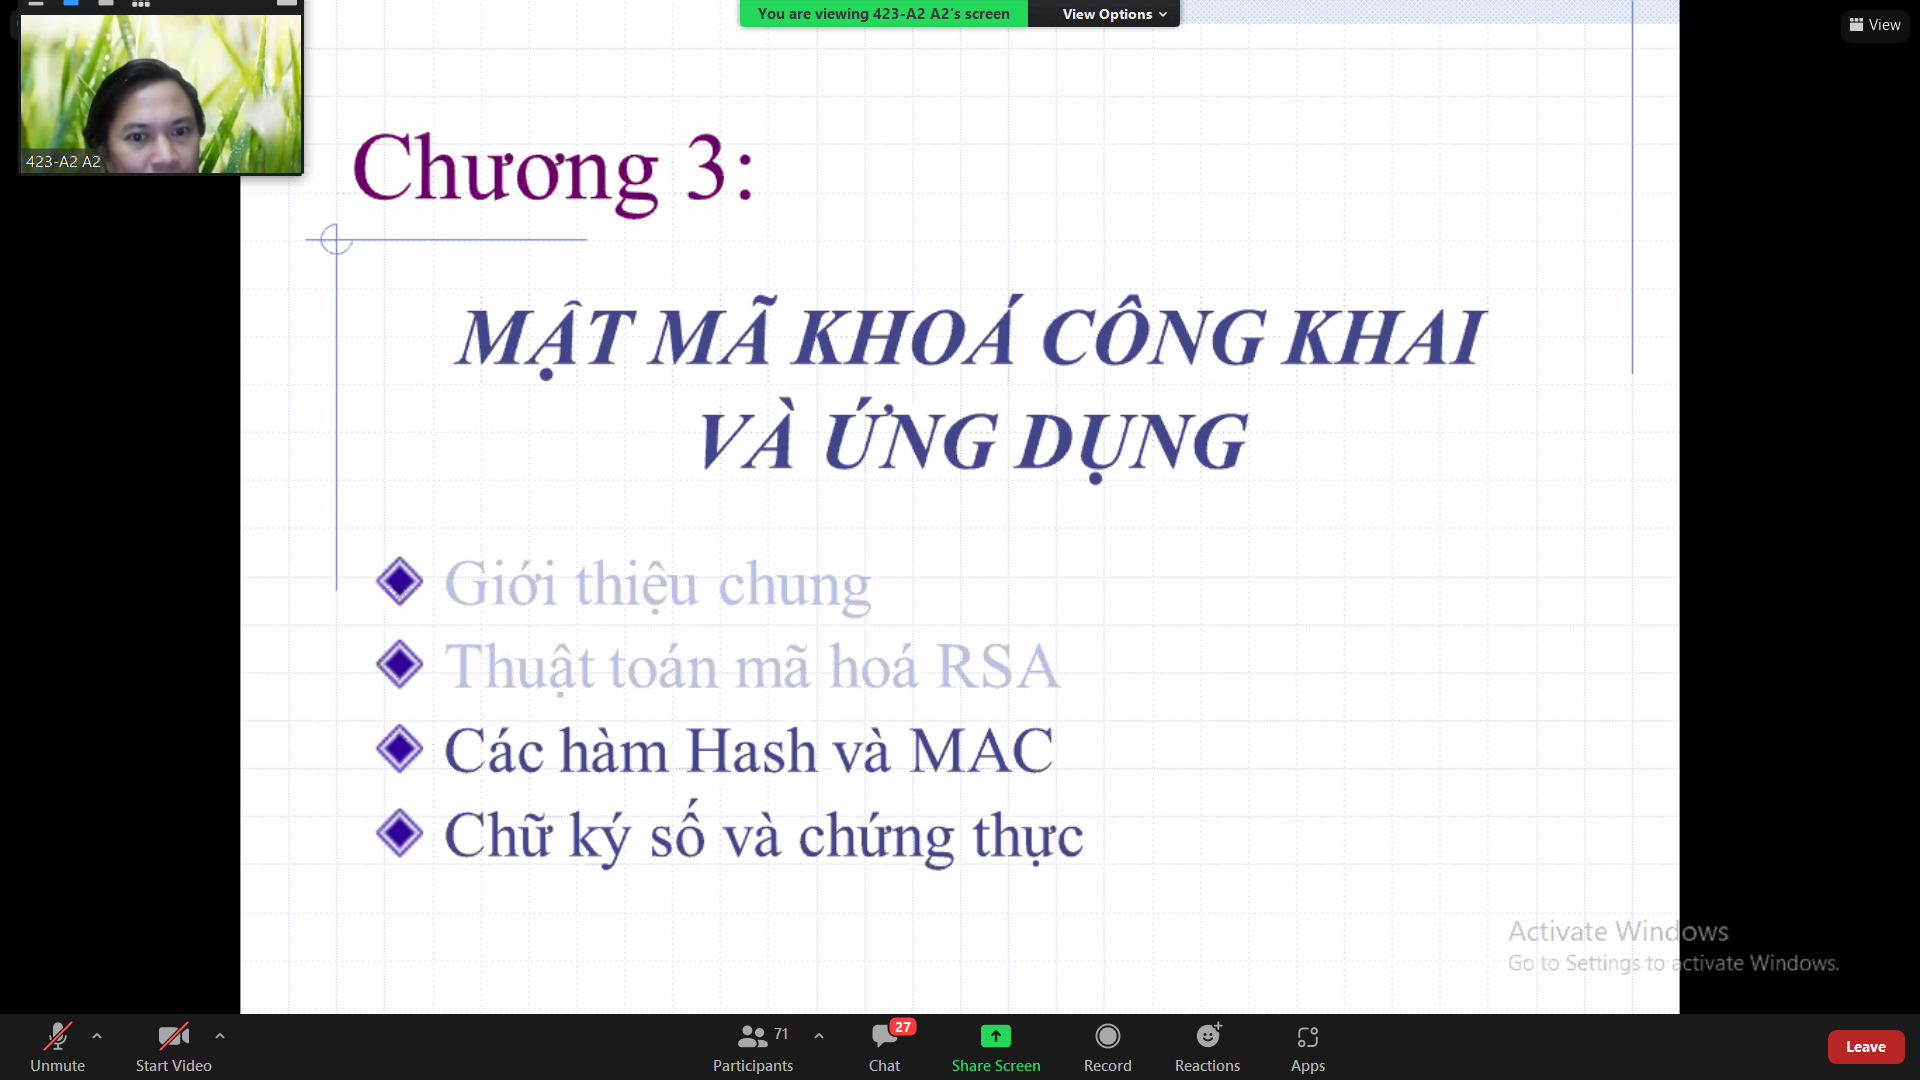 You are viewing 423-A2 A2's screen
View Options
View
423-A2 A2
Chương 3:
MẬT MÃ KHOÁ CÔNG KHAI
VÀ ỨNG DỤNG
Giới thiệu chung
Thuật toán mã hoá RSA
Các hàm Hash và MAC
Chữ ký số và chứng thực
Activate Windows
Go to Settings to activate Windows.
Unmute
Start Video
71
Participants
27
Chat
Share Screen
Record
Reactions
Apps
Leave